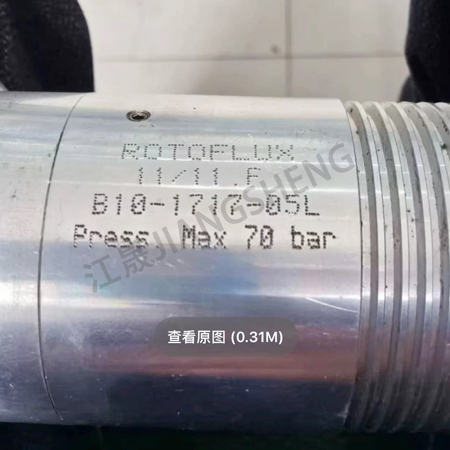 ROTOFLUX
11/11.F
B10-1717-05L
Press. Max 70 bar
江晟JIANGSHENG
查看原图 (0.31M)